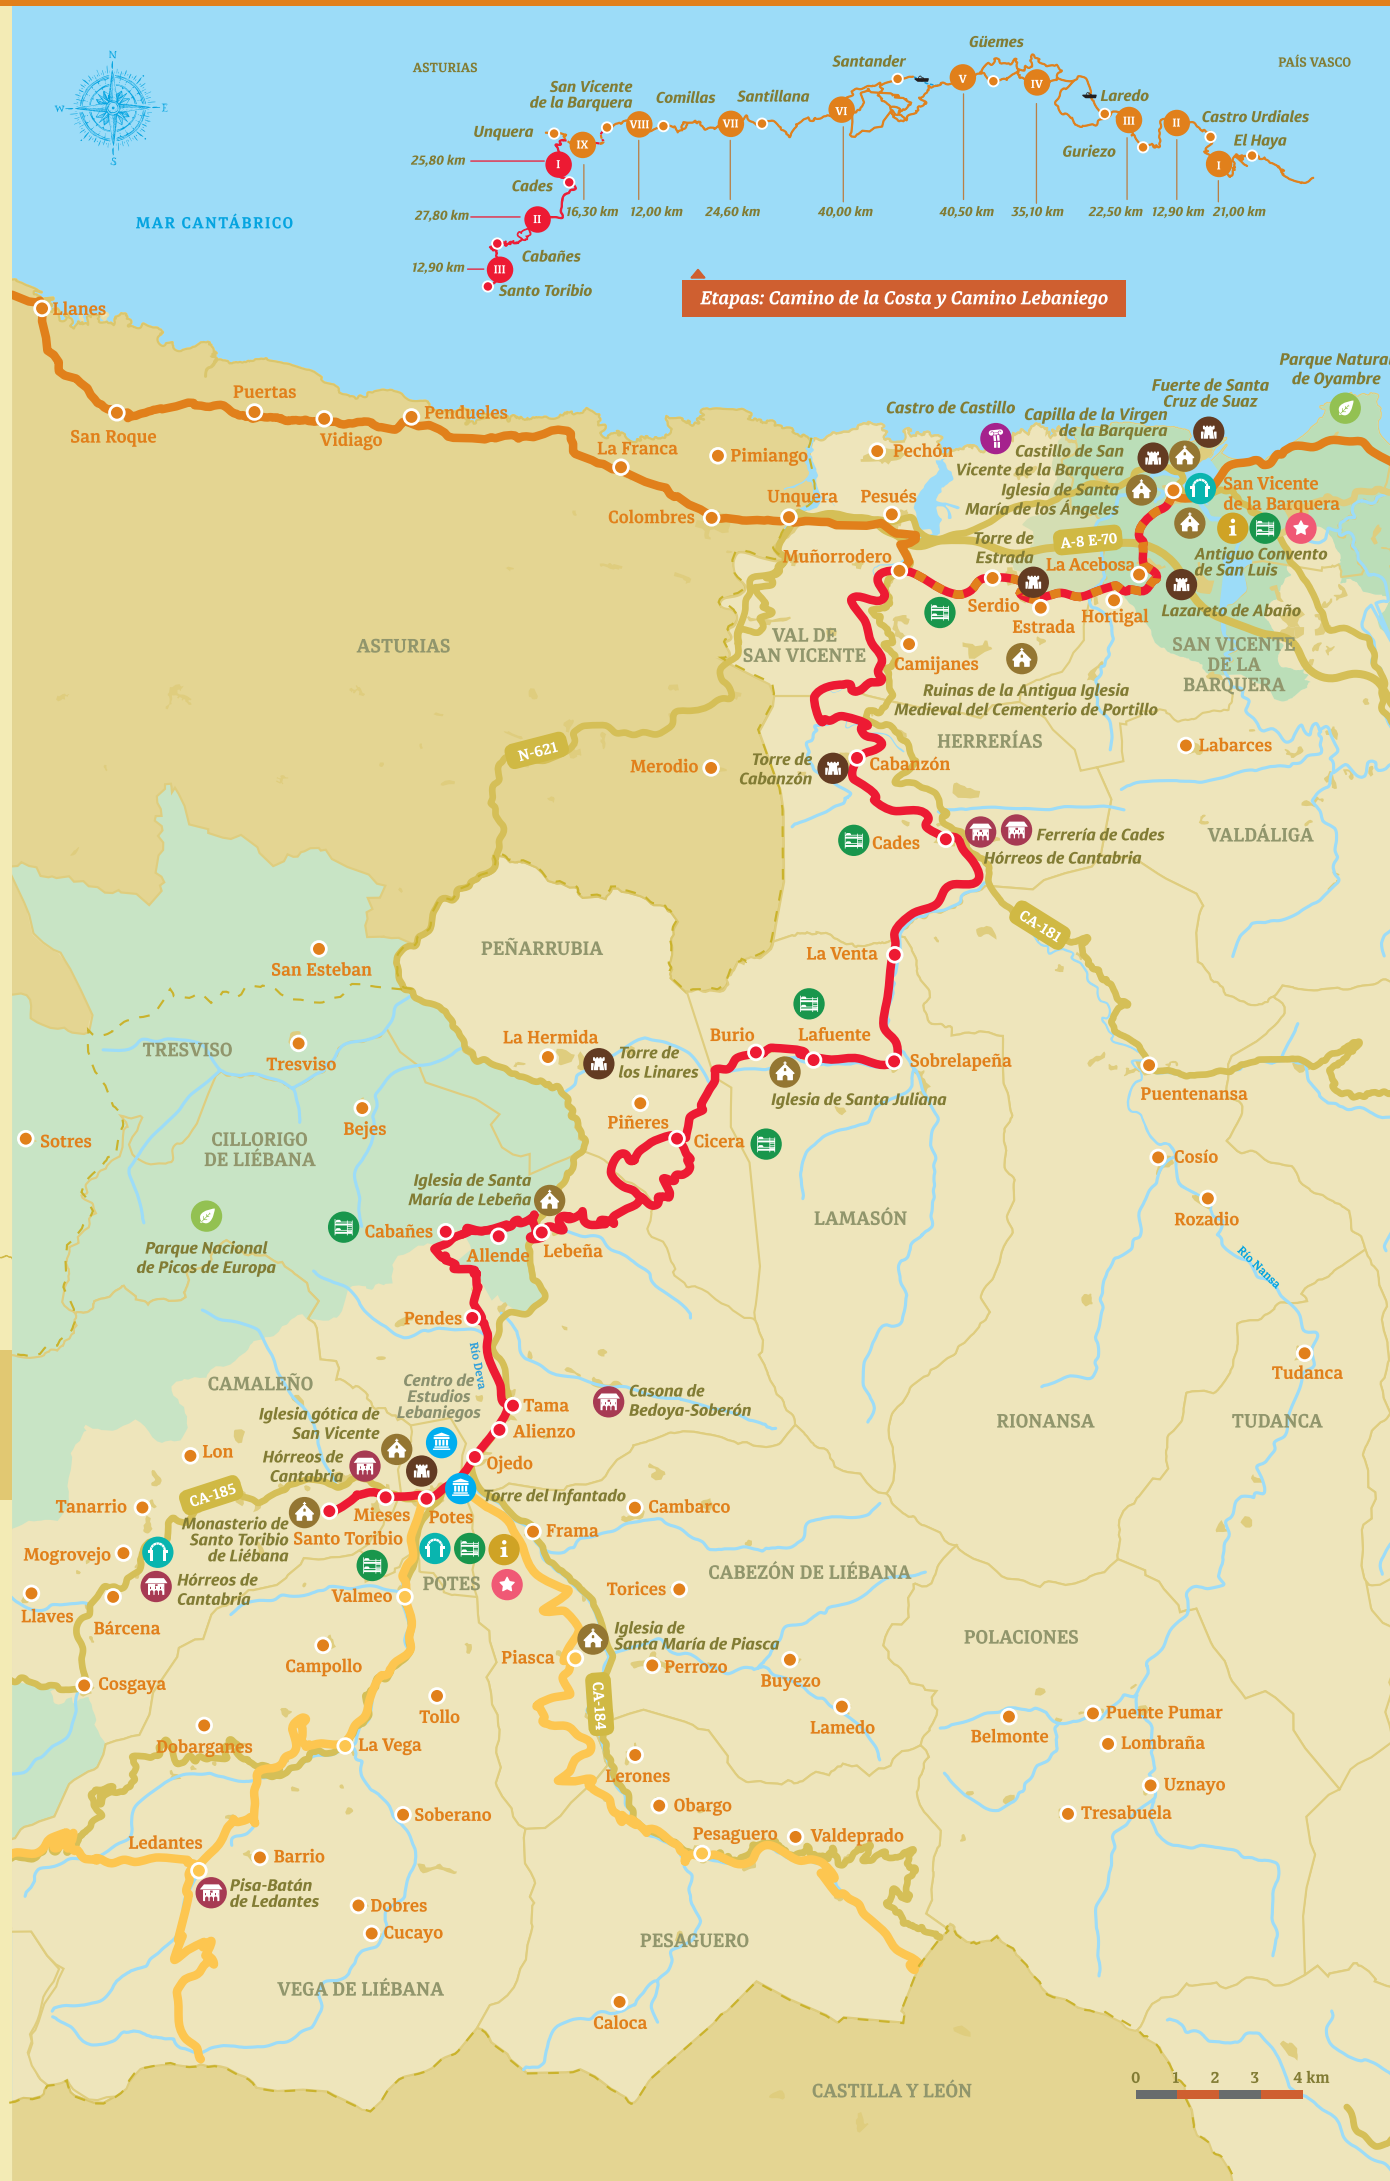 N
W
E
S
MAR CANTÁBRICO
ASTURIAS
PAÍS VASCO
Santander
Güemes
San Vicente
de la Barquera
Comillas
Santillana
Laredo
Castro Urdiales
Unquera
Guriezo
El Haya
V
IV
VI
VIII
VII
III
II
IX
I
I
25,80 km
Cades
16,30 km
12,00 km
24,60 km
40,00 km
40,50 km
35,10 km
22,50 km
12,90 km
21,00 km
27,80 km
II
Cabañes
12,90 km
III
Santo Toribio
Etapas: Camino de la Costa y Camino Lebaniego
Llanes
San Roque
Puertas
Vidiago
Pendueles
La Franca
Pimiango
Pechón
Colombres
Unquera
Pesués
Muñorrodero
Castro de Castillo
Capilla de la Virgen
de la Barquera
Fuerte de Santa
Cruz de Suaz
Parque Natura
de Oyambre
Castillo de San
Vicente de la Barquera
Iglesia de Santa
María de los Ángeles
San Vicente
de la Barquera
Torre de
Estrada
A-8 E-70
La Acebosa
Antiguo Convento
de San Luis
Serdio
Estrada
Hortigal
Lazareto de Abaño
ASTURIAS
VAL DE
SAN VICENTE
Camijanes
SAN VICENTE
DE LA
BARQUERA
Ruinas de la Antigua Iglesia
Medieval del Cementerio de Portillo
N-621
HERRERÍAS
Labarces
Merodio
Torre de
Cabanzón
Cabanzón
Cades
Ferrería de Cades
Hórreos de Cantabria
VALDÁLIGA
CA-181
PEÑARRUBIA
La Venta
San Esteban
TRESVISO
Tresviso
La Hermida
Torre de
los Linares
Burio
Lafuente
Sobrelapeña
Iglesia de Santa Juliana
Puentenansa
Bejes
Piñeres
Cicera
Sotres
CILLORIGO
DE LIÉBANA
Cosío
Iglesia de Santa
María de Lebeña
LAMASÓN
Rozadio
Cabañes
Allende
Lebeña
Parque Nacional
de Picos de Europa
Río Nansa
Pendes
Río Deva
Tudanca
CAMALEÑO
Centro de
Estudios
Lebaniegos
Tama
Casona de
Bedoya-Soberón
Iglesia gótica de
San Vicente
Alienzo
RIONANSA
TUDANCA
Lon
Hórreos de
Cantabria
Ojedo
CA-185
Torre del Infantado
Tanarrio
Mieses
Potes
Cambarco
Monasterio de
Santo Toribio
de Liébana
Santo Toribio
Frama
Mogrovejo
CABEZÓN DE LIÉBANA
Hórreos de
Cantabria
POTES
Torices
Llaves
Bárcena
Valmeo
Iglesia de
Santa María de Piasca
POLACIONES
Piasca
Perrozo
Campollo
Buyezo
Cosgaya
CA-184
Tollo
Lamedo
Belmonte
Puente Pumar
Lombraña
Dobarganes
La Vega
Lerones
Uznayo
Obargo
Tresabuela
Soberano
Ledantes
Pesaguero
Valdeprado
Barrio
Pisa-Batán
de Ledantes
Dobres
Cucayo
PESAGUERO
VEGA DE LIÉBANA
Caloca
CASTILLA Y LEÓN
0 1 2 3 4 km